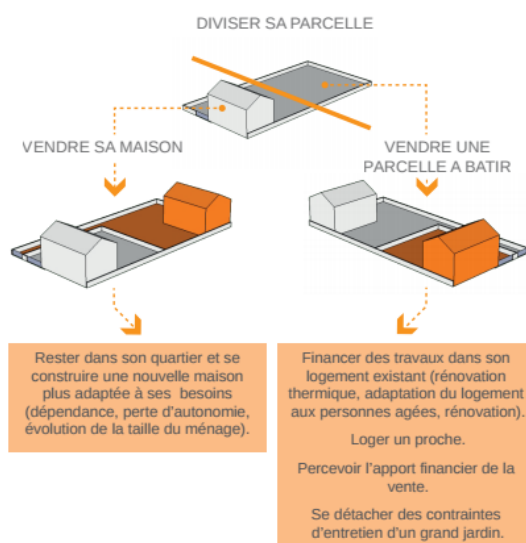 DIVISER SA PARCELLE
VENDRE SA MAISON
VENDRE UNE
PARCELLE A BATIR
Rester dans son quartier et se
construire une nouvelle maison
plus adaptée à ses besoins
(dépendance, perte d'autonomie,
évolution de la taille du ménage).
Financer des travaux dans son
logement existant (rénovation
thermique, adaptation du logement
aux personnes agées, rénovation).
Loger un proche.
Percevoir l'apport financier de la
vente.
Se détacher des contraintes
d'entretien d'un grand jardin.